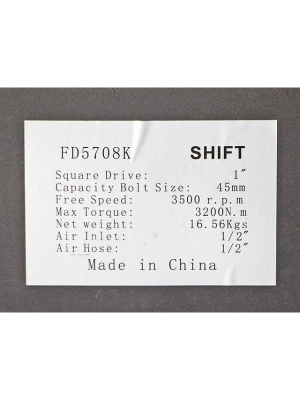 FD5708K SHIFT
Square Drive: 1"
Capacity Bolt Size: 45mm
Free Speed: 3500 r.p.m
Max Torque: 3200N.m
Net weight: 16.56Kgs
Air Inlet: 1/2"
Air Hose: 1/2"
Made in China